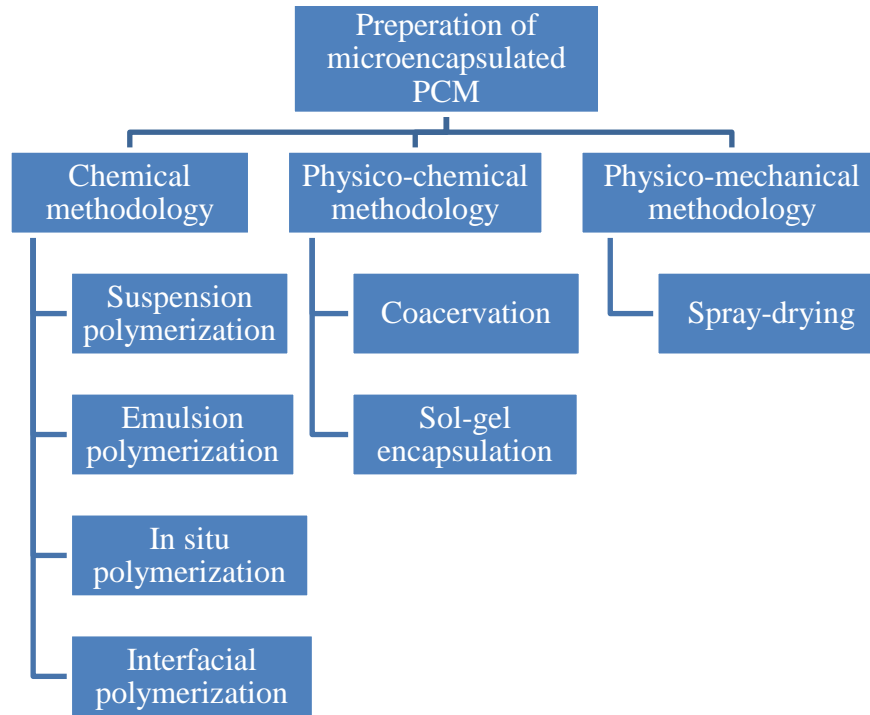 Preperation of
microencapsulated
PCM
Chemical
methodology
Physico-chemical
methodology
Physico-mechanical
methodology
Suspension
polymerization
Coacervation
Spray-drying
Emulsion
polymerization
Sol-gel
encapsulation
In situ
polymerization
Interfacial
polymerization